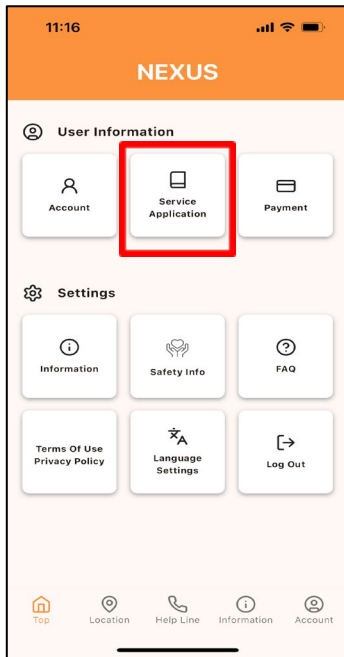 11:16
NEXUS
User Information
Account
Service
Application
Payment
Settings
Information
Safety Info
FAQ
Terms Of Use
Privacy Policy
Language
Settings
Log Out
Top
Location
Help Line
Information
Account